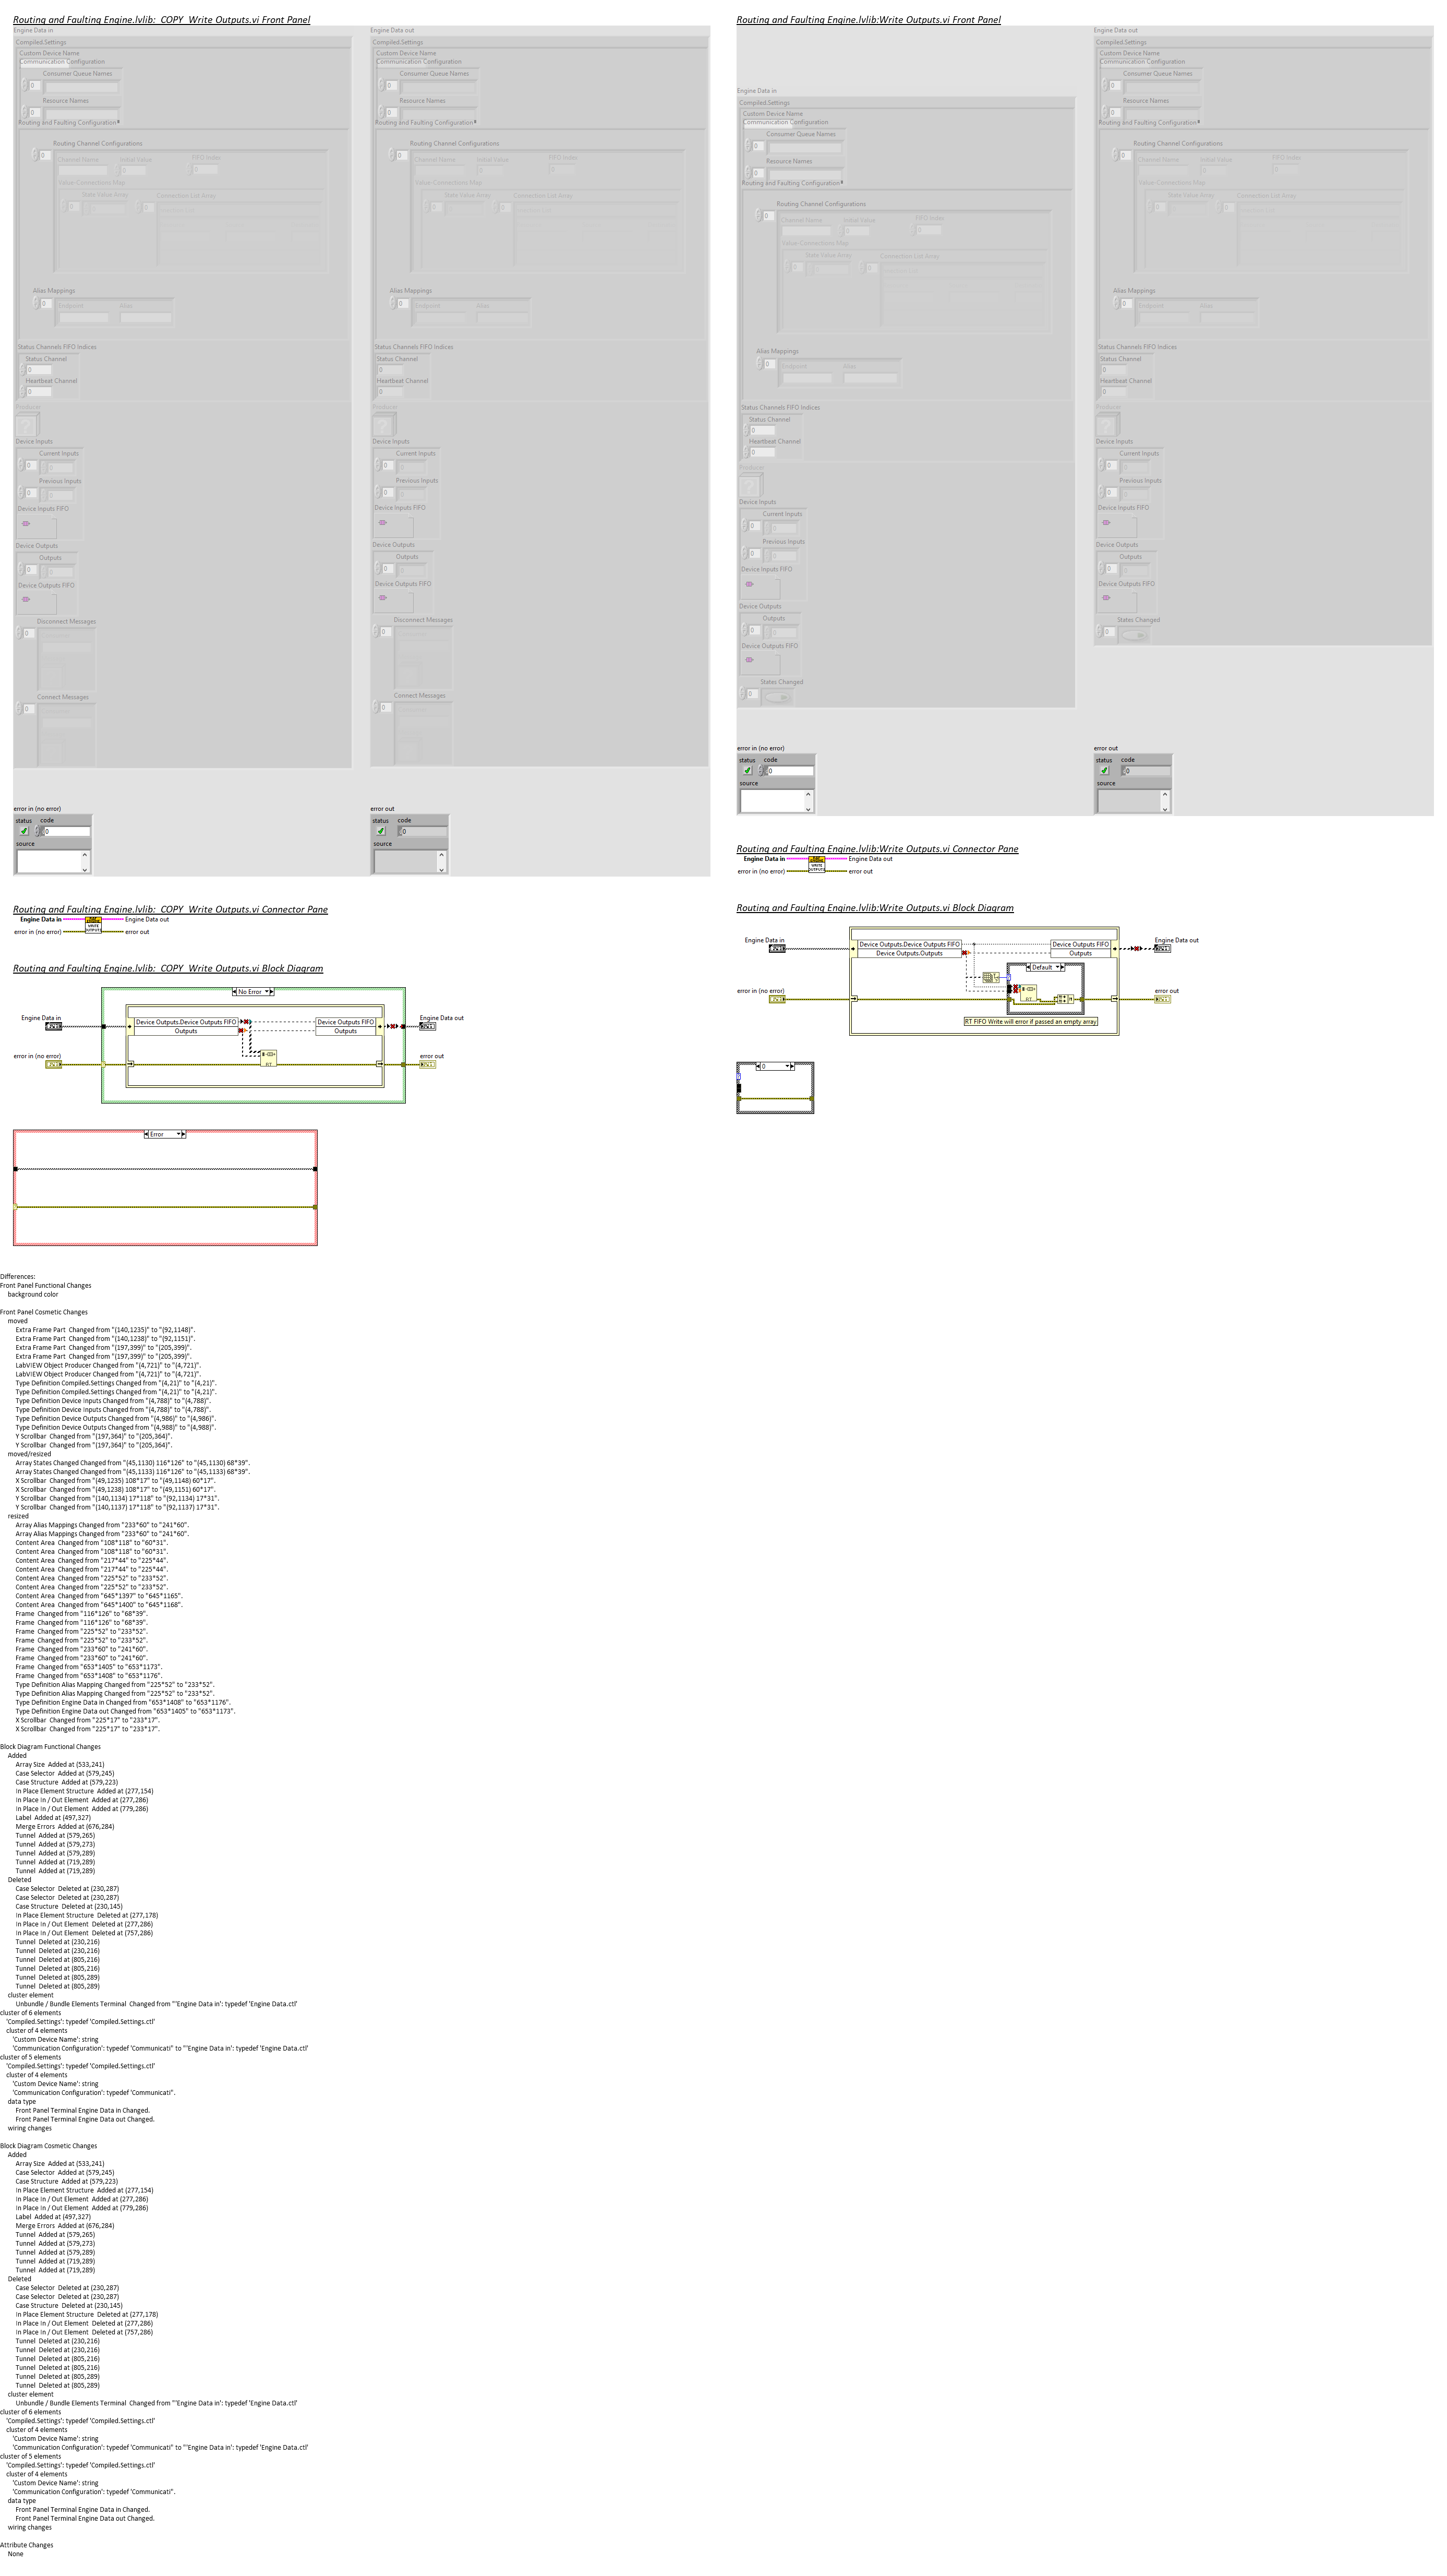 Routing and Faulting Engine.lvlib:_COPY_Write Outputs.vi Front Panel
Engine Data in
Compiled.Settings
Custom Device Name
Communication Configuration
Consumer Queue Names
0
Resource Names
0
Routing and Faulting Configuration
Routing Channel Configurations
0
Channel Name Initial Value FIFO Index
0 0
Value-Connections Map
State Value Array Connection List Array
0 0
Alias Mappings
0
Endpoint Alias
Status Channels FIFO Indices
Status Channel
0
Heartbeat Channel
0
Producer
Device Inputs
Current Inputs
0 0
Previous Inputs
0 0
Device Inputs FIFO
Device Outputs
Outputs
0 0
Device Outputs FIFO
Disconnect Messages
0
Connect Messages
0
error in (no error)
status code
0
source
Engine Data out
Compiled.Settings
Custom Device Name
Communication Configuration
Consumer Queue Names
0
Resource Names
0
Routing and Faulting Configuration
Routing Channel Configurations
0
Channel Name Initial Value FIFO Index
0 0
Value-Connections Map
State Value Array Connection List Array
0 0
Alias Mappings
0
Endpoint Alias
Status Channels FIFO Indices
Status Channel
0
Heartbeat Channel
0
Producer
Device Inputs
Current Inputs
0 0
Previous Inputs
0 0
Device Inputs FIFO
Device Outputs
Outputs
0 0
Device Outputs FIFO
Disconnect Messages
0
Connect Messages
0
error out
status code
0
source
Routing and Faulting Engine.lvlib:_COPY_Write Outputs.vi Connector Pane
Engine Data in Engine Data out
WRITE OUTPUTS
error in (no error) error out
Routing and Faulting Engine.lvlib:_COPY_Write Outputs.vi Block Diagram
No Error
Engine Data in
Device Outputs.Device Outputs FIFO
Outputs
Device Outputs FIFO
Outputs
Engine Data out
error in (no error)
RT
error out
Error
Routing and Faulting Engine.lvlib:Write Outputs.vi Front Panel
Engine Data in
Compiled.Settings
Custom Device Name
Communication Configuration
Consumer Queue Names
0
Resource Names
0
Routing and Faulting Configuration
Routing Channel Configurations
0
Channel Name Initial Value FIFO Index
0 0
Value-Connections Map
State Value Array Connection List Array
0 0
Alias Mappings
0
Endpoint Alias
Status Channels FIFO Indices
Status Channel
0
Heartbeat Channel
0
Producer
Device Inputs
Current Inputs
0 0
Previous Inputs
0 0
Device Inputs FIFO
Device Outputs
Outputs
0 0
Device Outputs FIFO
States Changed
0
error in (no error)
status code
0
source
Engine Data out
Compiled.Settings
Custom Device Name
Communication Configuration
Consumer Queue Names
0
Resource Names
0
Routing and Faulting Configuration
Routing Channel Configurations
0
Channel Name Initial Value FIFO Index
0 0
Value-Connections Map
State Value Array Connection List Array
0 0
Alias Mappings
0
Endpoint Alias
Status Channels FIFO Indices
Status Channel
0
Heartbeat Channel
0
Producer
Device Inputs
Current Inputs
0 0
Previous Inputs
0 0
Device Inputs FIFO
Device Outputs
Outputs
0 0
Device Outputs FIFO
States Changed
0
error out
status code
0
source
Routing and Faulting Engine.lvlib:Write Outputs.vi Connector Pane
Engine Data in Engine Data out
WRITE OUTPUTS
error in (no error) error out
Routing and Faulting Engine.lvlib:Write Outputs.vi Block Diagram
Engine Data in
Device Outputs.Device Outputs FIFO
Device Outputs.Outputs
Device Outputs FIFO
Outputs
Engine Data out
Default
error in (no error)
RT
error out
RT FIFO Write will error if passed an empty array
0
Differences:
Front Panel Functional Changes
background color
Front Panel Cosmetic Changes
moved
Extra Frame Part Changed from "(140,1235)" to "(92,1148)".
Extra Frame Part Changed from "(140,1238)" to "(92,1151)".
Extra Frame Part Changed from "(197,399)" to "(205,399)".
Extra Frame Part Changed from "(197,399)" to "(205,399)".
LabVIEW Object Producer Changed from "(4,721)" to "(4,721)".
LabVIEW Object Producer Changed from "(4,721)" to "(4,721)".
Type Definition Compiled.Settings Changed from "(4,21)" to "(4,21)".
Type Definition Compiled.Settings Changed from "(4,21)" to "(4,21)".
Type Definition Device Inputs Changed from "(4,788)" to "(4,788)".
Type Definition Device Inputs Changed from "(4,788)" to "(4,788)".
Type Definition Device Outputs Changed from "(4,986)" to "(4,986)".
Type Definition Device Outputs Changed from "(4,988)" to "(4,988)".
Y Scrollbar Changed from "(197,364)" to "(205,364)".
Y Scrollbar Changed from "(197,364)" to "(205,364)".
moved/resized
Array States Changed Changed from "(45,1130) 116*126" to "(45,1130) 68*39".
Array States Changed Changed from "(45,1133) 116*126" to "(45,1133) 68*39".
X Scrollbar Changed from "(49,1235) 108*17" to "(49,1148) 60*17".
X Scrollbar Changed from "(49,1238) 108*17" to "(49,1151) 60*17".
Y Scrollbar Changed from "(140,1134) 17*118" to "(92,1134) 17*31".
Y Scrollbar Changed from "(140,1137) 17*118" to "(92,1137) 17*31".
resized
Array Alias Mappings Changed from "233*60" to "241*60".
Array Alias Mappings Changed from "233*60" to "241*60".
Content Area Changed from "108*118" to "60*31".
Content Area Changed from "108*118" to "60*31".
Content Area Changed from "217*44" to "225*44".
Content Area Changed from "217*44" to "225*44".
Content Area Changed from "225*52" to "233*52".
Content Area Changed from "225*52" to "233*52".
Content Area Changed from "645*1397" to "645*1165".
Content Area Changed from "645*1400" to "645*1168".
Frame Changed from "116*126" to "68*39".
Frame Changed from "116*126" to "68*39".
Frame Changed from "225*52" to "233*52".
Frame Changed from "225*52" to "233*52".
Frame Changed from "233*60" to "241*60".
Frame Changed from "233*60" to "241*60".
Frame Changed from "653*1405" to "653*1173".
Frame Changed from "653*1408" to "653*1176".
Type Definition Alias Mapping Changed from "225*52" to "233*52".
Type Definition Alias Mapping Changed from "225*52" to "233*52".
Type Definition Engine Data in Changed from "653*1408" to "653*1176".
Type Definition Engine Data out Changed from "653*1405" to "653*1173".
X Scrollbar Changed from "225*17" to "233*17".
X Scrollbar Changed from "225*17" to "233*17".
Block Diagram Functional Changes
Added
Array Size Added at (533,241)
Case Selector Added at (579,245)
Case Structure Added at (579,223)
In Place Element Structure Added at (277,154)
In Place In / Out Element Added at (277,286)
In Place In / Out Element Added at (779,286)
Label Added at (497,327)
Merge Errors Added at (676,284)
Tunnel Added at (579,265)
Tunnel Added at (579,273)
Tunnel Added at (579,289)
Tunnel Added at (719,289)
Tunnel Added at (719,289)
Deleted
Case Selector Deleted at (230,287)
Case Selector Deleted at (230,287)
Case Structure Deleted at (230,145)
In Place Element Structure Deleted at (277,178)
In Place In / Out Element Deleted at (277,286)
In Place In / Out Element Deleted at (757,286)
Tunnel Deleted at (230,216)
Tunnel Deleted at (230,216)
Tunnel Deleted at (805,216)
Tunnel Deleted at (805,216)
Tunnel Deleted at (805,289)
Tunnel Deleted at (805,289)
cluster element
Unbundle / Bundle Elements Terminal Changed from "'Engine Data in': typedef 'Engine Data.ctl'
cluster of 6 elements
'Compiled.Settings': typedef 'Compiled.Settings.ctl'
cluster of 4 elements
'Custom Device Name': string
'Communication Configuration': typedef 'Communicati" to "'Engine Data in': typedef 'Engine Data.ctl'
cluster of 5 elements
'Compiled.Settings': typedef 'Compiled.Settings.ctl'
cluster of 4 elements
'Custom Device Name': string
'Communication Configuration': typedef 'Communicati".
data type
Front Panel Terminal Engine Data in Changed.
Front Panel Terminal Engine Data out Changed.
wiring changes
Block Diagram Cosmetic Changes
Added
Array Size Added at (533,241)
Case Selector Added at (579,245)
Case Structure Added at (579,223)
In Place Element Structure Added at (277,154)
In Place In / Out Element Added at (277,286)
In Place In / Out Element Added at (779,286)
Label Added at (497,327)
Merge Errors Added at (676,284)
Tunnel Added at (579,265)
Tunnel Added at (579,273)
Tunnel Added at (579,289)
Tunnel Added at (719,289)
Tunnel Added at (719,289)
Deleted
Case Selector Deleted at (230,287)
Case Selector Deleted at (230,287)
Case Structure Deleted at (230,145)
In Place Element Structure Deleted at (277,178)
In Place In / Out Element Deleted at (277,286)
In Place In / Out Element Deleted at (757,286)
Tunnel Deleted at (230,216)
Tunnel Deleted at (230,216)
Tunnel Deleted at (805,216)
Tunnel Deleted at (805,216)
Tunnel Deleted at (805,289)
Tunnel Deleted at (805,289)
cluster element
Unbundle / Bundle Elements Terminal Changed from "'Engine Data in': typedef 'Engine Data.ctl'
cluster of 6 elements
'Compiled.Settings': typedef 'Compiled.Settings.ctl'
cluster of 4 elements
'Custom Device Name': string
'Communication Configuration': typedef 'Communicati" to "'Engine Data in': typedef 'Engine Data.ctl'
cluster of 5 elements
'Compiled.Settings': typedef 'Compiled.Settings.ctl'
cluster of 4 elements
'Custom Device Name': string
'Communication Configuration': typedef 'Communicati".
data type
Front Panel Terminal Engine Data in Changed.
Front Panel Terminal Engine Data out Changed.
wiring changes
Attribute Changes
None